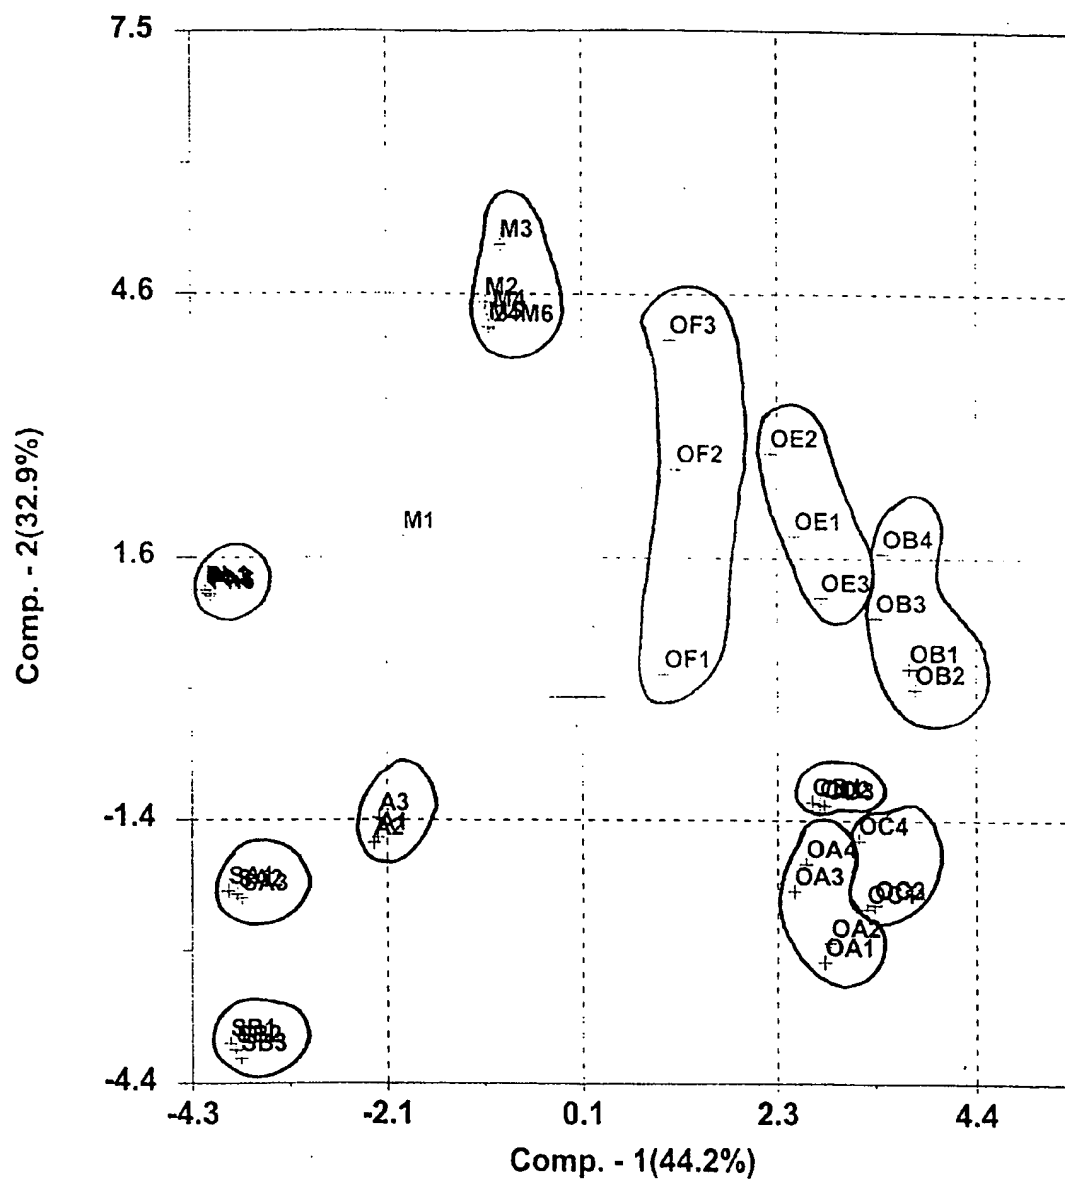 7.5
M3
4.6
M2
M6
OF3
OE2
OF2
Comp. - 2(32.9%)
M1
OE1
OB4
1.6
OE3
OB3
OF1
OB1
OB2
A3
-1.4
A1
A2
OC4
OA4
OA3
SA3
OA2
OA1
SB1
SB3
-4.4
-4.3
-2.1
0.1
2.3
4.4
Comp. - 1(44.2%)